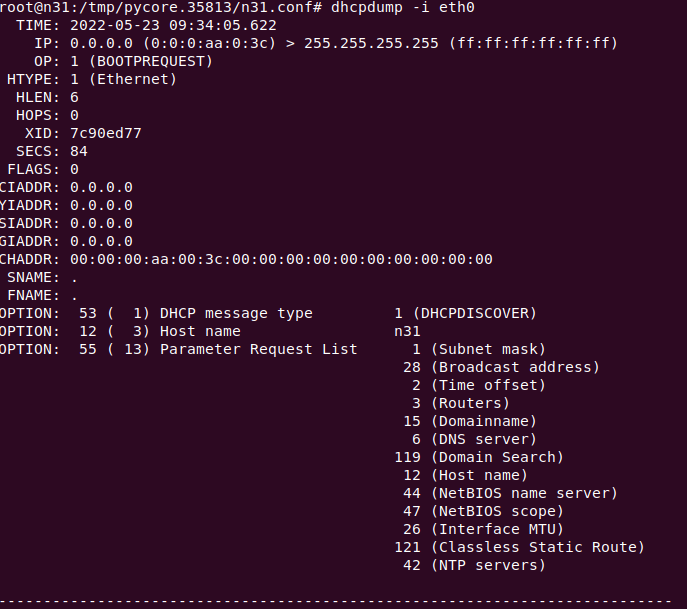 root@n31:/tmp/pycore.35813/n31.conf# dhcpdump -i eth0
  TIME: 2022-05-23 09:34:05.622
    IP: 0.0.0.0 (0:0:0:aa:0:3c) > 255.255.255.255 (ff:ff:ff:ff:ff:ff)
    OP: 1 (BOOTPREQUEST)
 HTYPE: 1 (Ethernet)
  HLEN: 6
  HOPS: 0
   XID: 7c90ed77
  SECS: 84
 FLAGS: 0
CIADDR: 0.0.0.0
YIADDR: 0.0.0.0
SIADDR: 0.0.0.0
GIADDR: 0.0.0.0
CHADDR: 00:00:00:aa:00:3c:00:00:00:00:00:00:00:00:00:00
 SNAME: .
 FNAME: .
OPTION:  53 (  1) DHCP message type         1 (DHCPDISCOVER)
OPTION:  12 (  3) Host name                 n31
OPTION:  55 ( 13) Parameter Request List      1 (Subnet mask)
                                             28 (Broadcast address)
                                              2 (Time offset)
                                              3 (Routers)
                                             15 (Domainname)
                                              6 (DNS server)
                                            119 (Domain Search)
                                             12 (Host name)
                                             44 (NetBIOS name server)
                                             47 (NetBIOS scope)
                                             26 (Interface MTU)
                                            121 (Classless Static Route)
                                             42 (NTP servers)
---------------------------------------------------------------------------